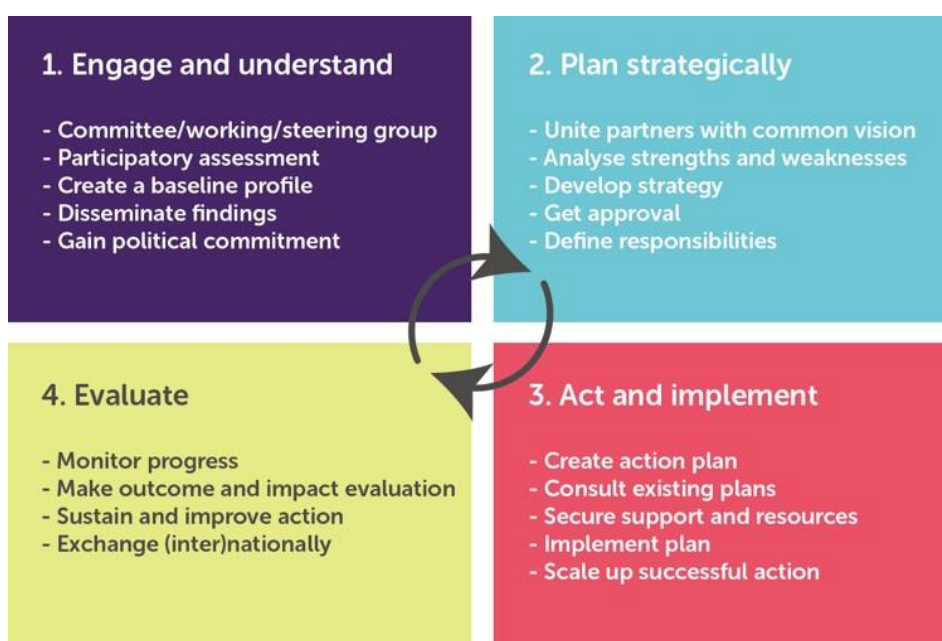 1. Engage and understand
- Committee/working/steering group
- Participatory assessment
- Create a baseline profile
- Disseminate findings
- Gain political commitment
2. Plan strategically
- Unite partners with common vision
- Analyse strengths and weaknesses
- Develop strategy
- Get approval
- Define responsibilities
4. Evaluate
- Monitor progress
- Make outcome and impact evaluation
- Sustain and improve action
- Exchange (inter)nationally
3. Act and implement
- Create action plan
- Consult existing plans
- Secure support and resources
- Implement plan
- Scale up successful action